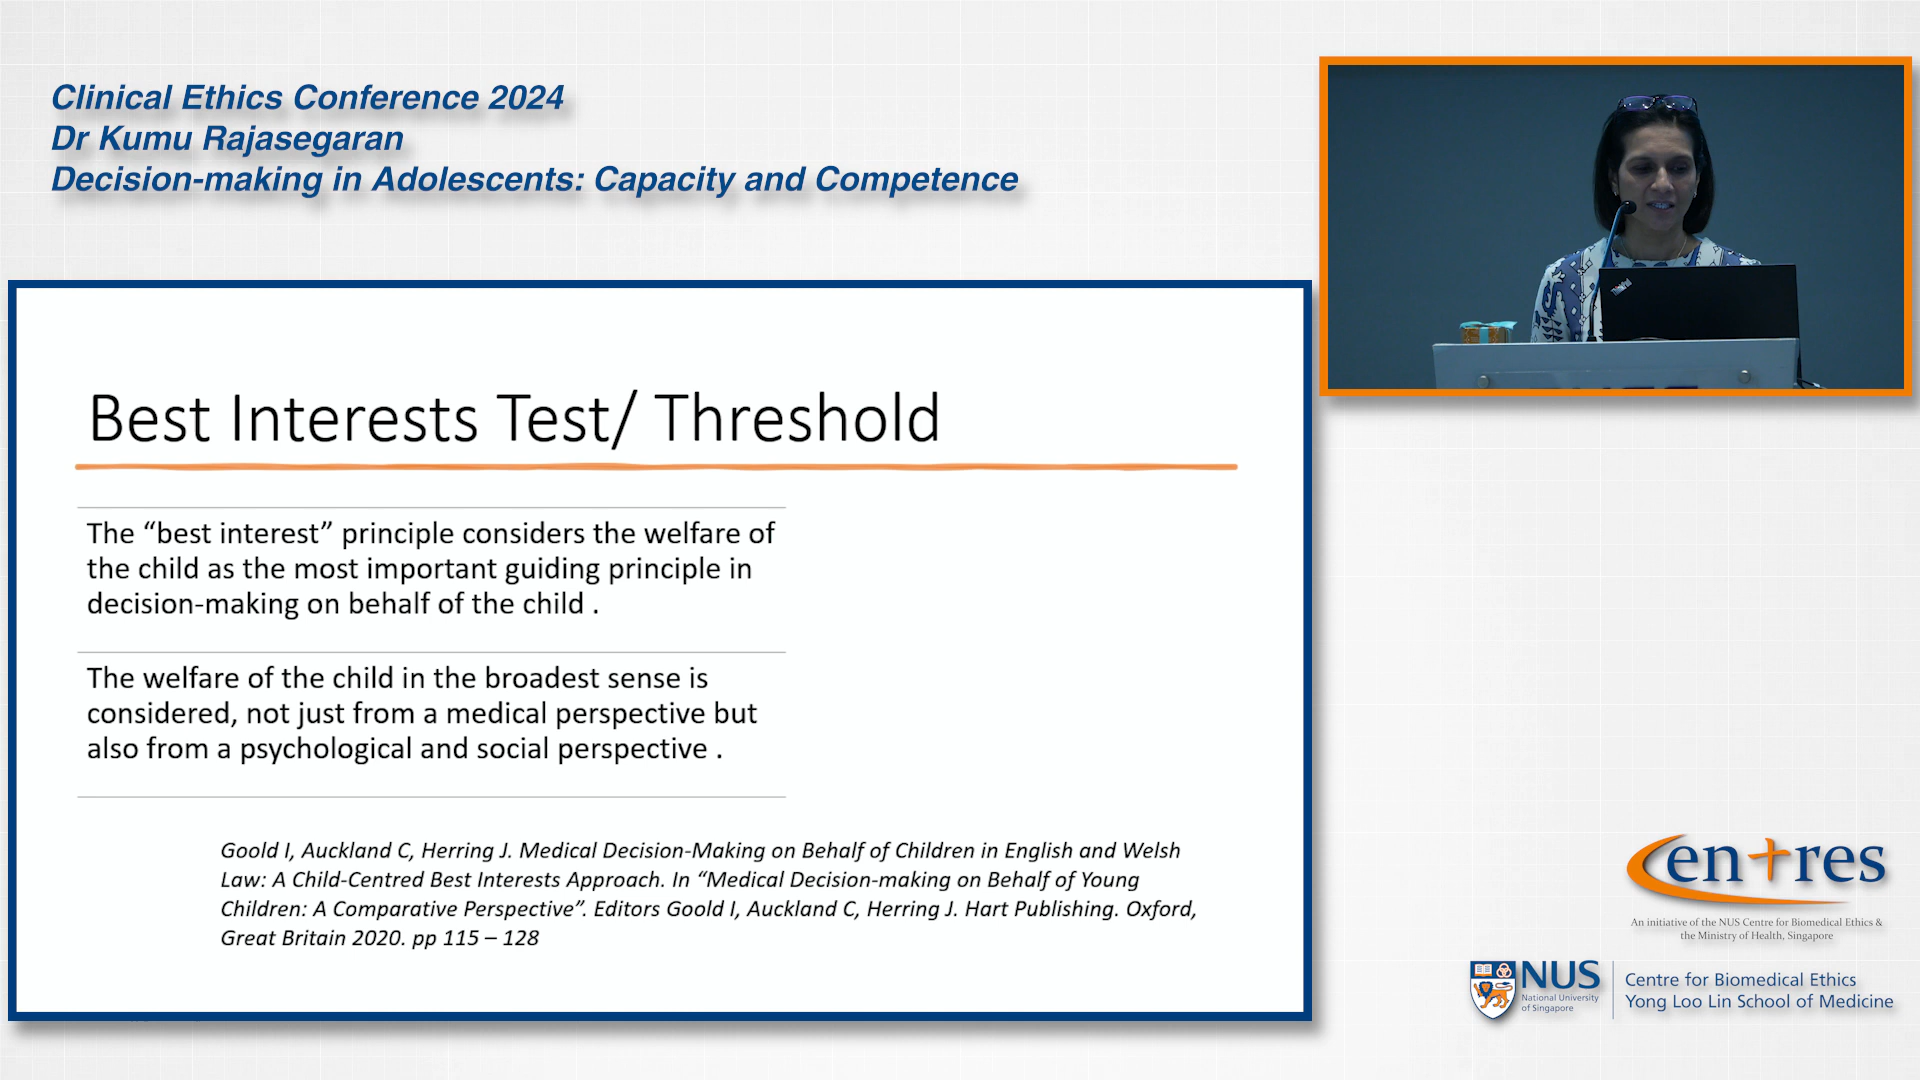 Clinical Ethics Conference 2024
Dr Kumu Rajasegaran
Decision-making in Adolescents: Capacity and Competence
Best Interests Test/ Threshold
The “best interest” principle considers the welfare of
the child as the most important guiding principle in
decision-making on behalf of the child .
The welfare of the child in the broadest sense is
considered, not just from a medical perspective but
also from a psychological and social perspective .
Goold I, Auckland C, Herring J. Medical Decision-Making on Behalf of Children in English and Welsh
Law: A Child-Centred Best Interests Approach. In “Medical Decision-making on Behalf of Young
Children: A Comparative Perspective”. Editors Goold I, Auckland C, Herring J. Hart Publishing. Oxford,
Great Britain 2020. pp 115 – 128
ThinkPad
Centres
An initiative of the NUS Centre for Biomedical Ethics &
the Ministry of Health, Singapore
NUS
National University
of Singapore
Centre for Biomedical Ethics
Yong Loo Lin School of Medicine